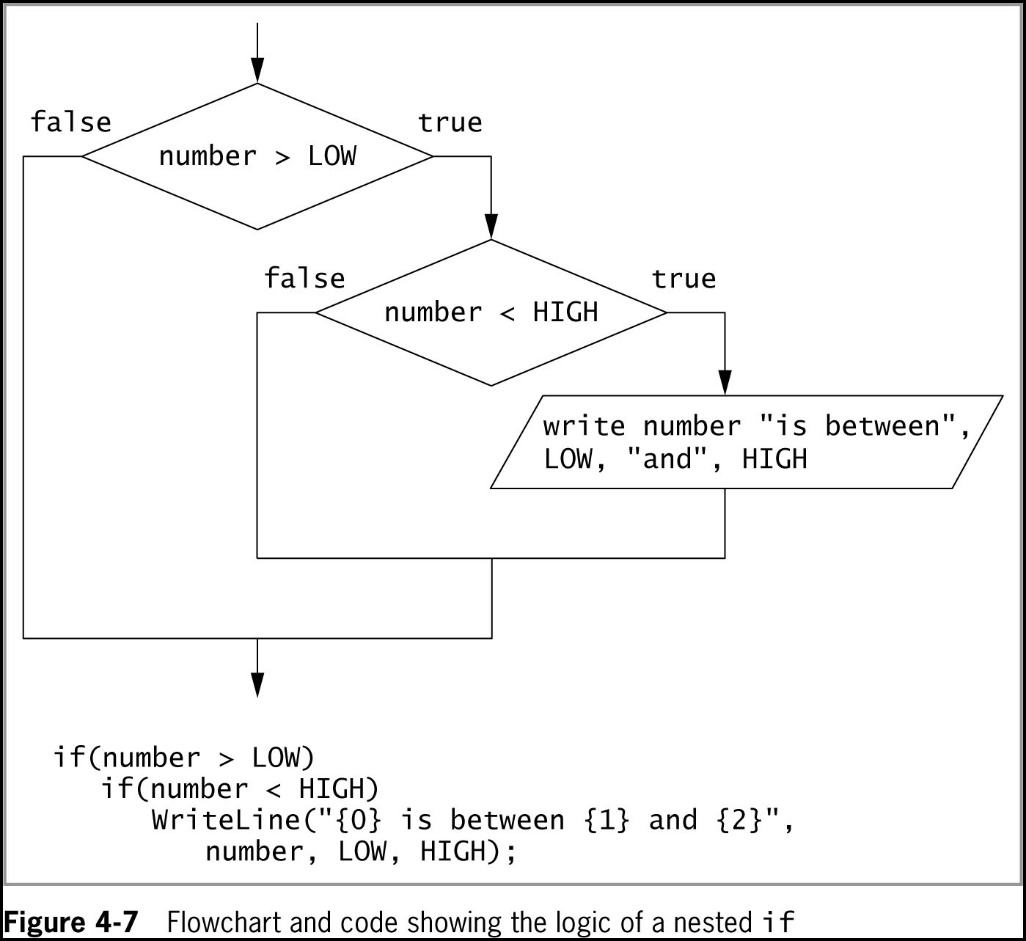 false
true
number > LOW
false
true
number < HIGH
write number "is between",
LOW, "and", HIGH
if(number > LOW)
if(number < HIGH)
WriteLine("{0} is between {1} and {2}",
number, LOW, HIGH);
Figure 4-7 Flowchart and code showing the logic of a nested if